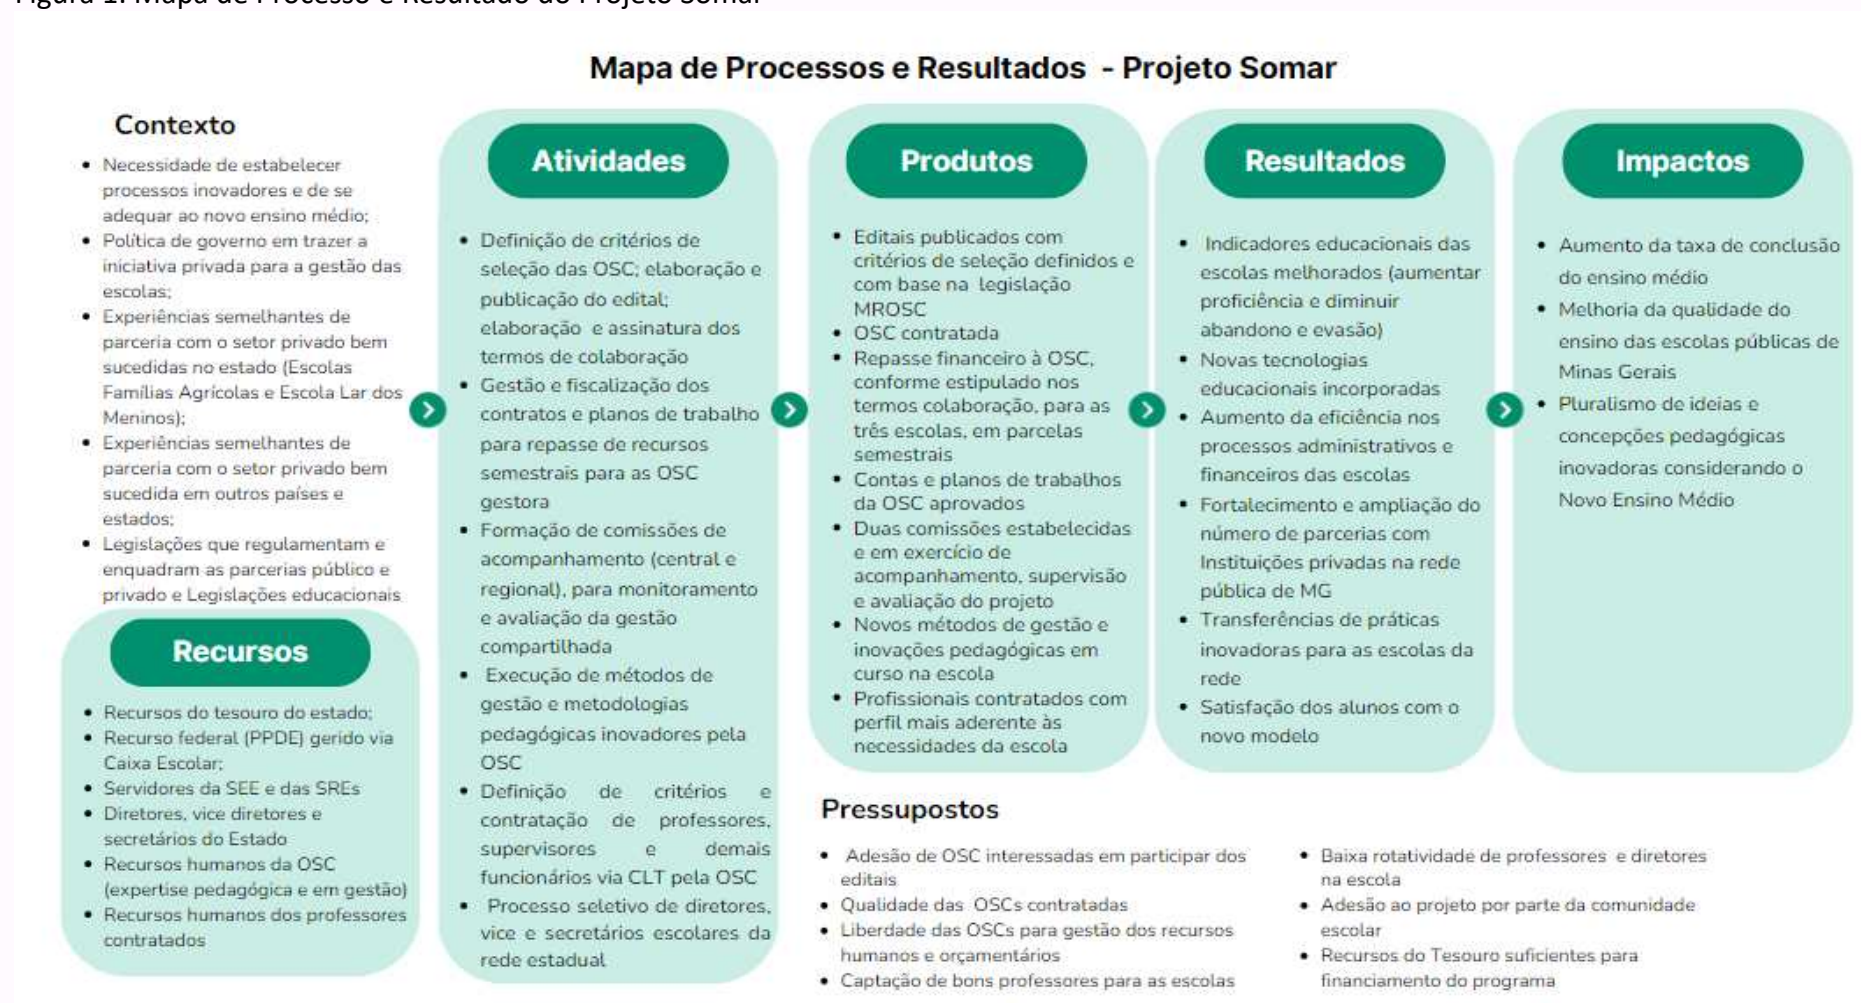 Figura 1: Mapa de Processo e Resultado do Projeto Somar
Mapa de Processos e Resultados - Projeto Somar
Contexto
• Necessidade de estabelecer
processos inovadores e de se
adequar ao novo ensino médio;
• Política de governo em trazer a
iniciativa privada para a gestão das
escolas;
• Experiências semelhantes de
parceria com o setor privado bem
sucedidas no estado (Escolas
Famílias Agrícolas e Escola Lar dos
Meninos);
• Experiências semelhantes de
parceria com o setor privado bem
sucedida em outros países e
estados;
• Legislações que regulamentam e
enquadram as parcerias público e
privado e Legislações educacionais
Recursos
• Recursos do tesouro do estado;
• Recurso federal (PPDE) gerido via
Caixa Escolar;
• Servidores da SEE e das SREs
• Diretores, vice diretores e
secretários do Estado
• Recursos humanos da OSC
(expertise pedagógica e em gestão)
• Recursos humanos dos professores
contratados
Atividades
• Definição de critérios de
seleção das OSC; elaboração e
publicação do edital;
elaboração e assinatura dos
termos de colaboração
• Gestão e fiscalização dos
contratos e planos de trabalho
para repasse de recursos
semestrais para as OSC
gestora
• Formação de comissões de
acompanhamento (central e
regional), para monitoramento
e avaliação da gestão
compartilhada
• Execução de métodos de
gestão e metodologias
pedagógicas inovadores pela
OSC
• Definição de critérios e
contratação de professores,
supervisores e demais
funcionários via CLT pela OSC
• Processo seletivo de diretores,
vice e secretários escolares da
rede estadual
Produtos
• Editais publicados com
critérios de seleção definidos e
com base na legislação
MROSC
• OSC contratada
• Repasse financeiro à OSC,
conforme estipulado nos
termos colaboração, para as
três escolas, em parcelas
semestrais
• Contas e planos de trabalhos
da OSC aprovados
• Duas comissões estabelecidas
e em exercício de
acompanhamento, supervisão
e avaliação do projeto
• Novos métodos de gestão e
inovações pedagógicas em
curso na escola
• Profissionais contratados com
perfil mais aderente às
necessidades da escola
Resultados
• Indicadores educacionais das
escolas melhorados (aumentar
proficiência e diminuir
abandono e evasão)
• Novas tecnologias
educacionais incorporadas
• Aumento da eficiência nos
processos administrativos e
financeiros das escolas
• Fortalecimento e ampliação do
número de parcerias com
Instituições privadas na rede
pública de MG
• Transferências de práticas
inovadoras para as escolas da
rede
• Satisfação dos alunos com o
novo modelo
Impactos
• Aumento da taxa de conclusão
do ensino médio
• Melhoria da qualidade do
ensino das escolas públicas de
Minas Gerais
• Pluralismo de ideias e
concepções pedagógicas
inovadoras considerando o
Novo Ensino Médio
Pressupostos
• Adesão de OSC interessadas em participar dos
editais
• Qualidade das OSCs contratadas
• Liberdade das OSCs para gestão dos recursos
humanos e orçamentários
• Captação de bons professores para as escolas
• Baixa rotatividade de professores e diretores
na escola
• Adesão ao projeto por parte da comunidade
escolar
• Recursos do Tesouro suficientes para
financiamento do programa